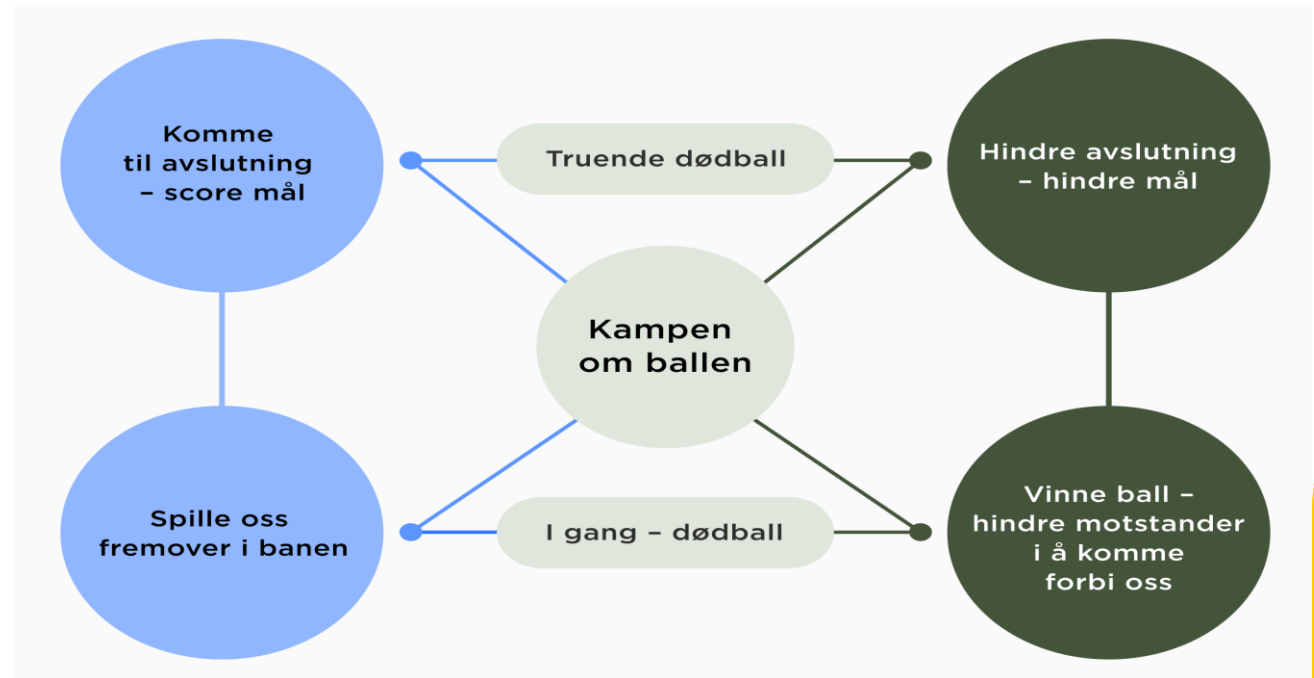 Komme
til avslutning
– score mål
Truende dødball
Hindre avslutning
– hindre mål
Kampen
om ballen
Spille oss
fremover i banen
I gang – dødball
Vinne ball –
hindre motstander
i å komme
forbi oss